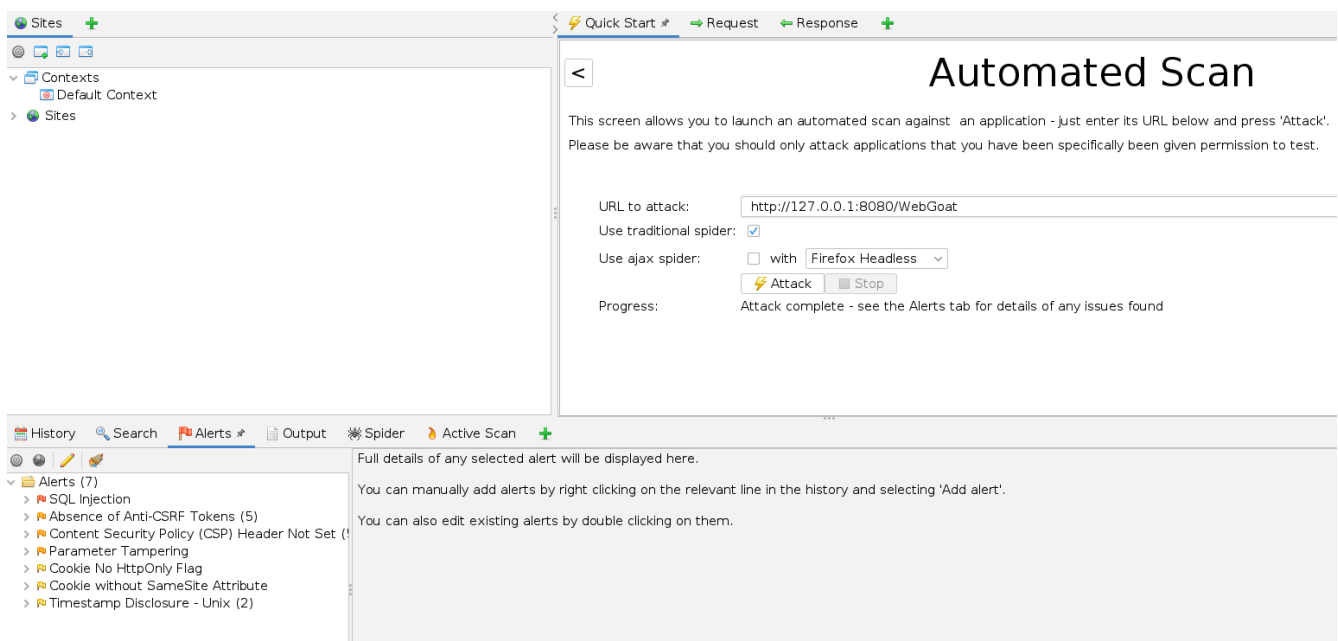 Sites
Quick Start
Request
Response
Contexts
Default Context
Sites
<
Automated Scan
This screen allows you to launch an automated scan against an application - just enter its URL below and press 'Attack'.
Please be aware that you should only attack applications that you have been specifically been given permission to test.
URL to attack: http://127.0.0.1:8080/WebGoat
Use traditional spider:
Use ajax spider: with Firefox Headless
Attack Stop
Progress: Attack complete - see the Alerts tab for details of any issues found
History Search Alerts Output Spider Active Scan
Alerts (7)
SQL Injection
Absence of Anti-CSRF Tokens (5)
Content Security Policy (CSP) Header Not Set (
Parameter Tampering
Cookie No HttpOnly Flag
Cookie without SameSite Attribute
Timestamp Disclosure - Unix (2)
Full details of any selected alert will be displayed here.
You can manually add alerts by right clicking on the relevant line in the history and selecting 'Add alert'.
You can also edit existing alerts by double clicking on them.